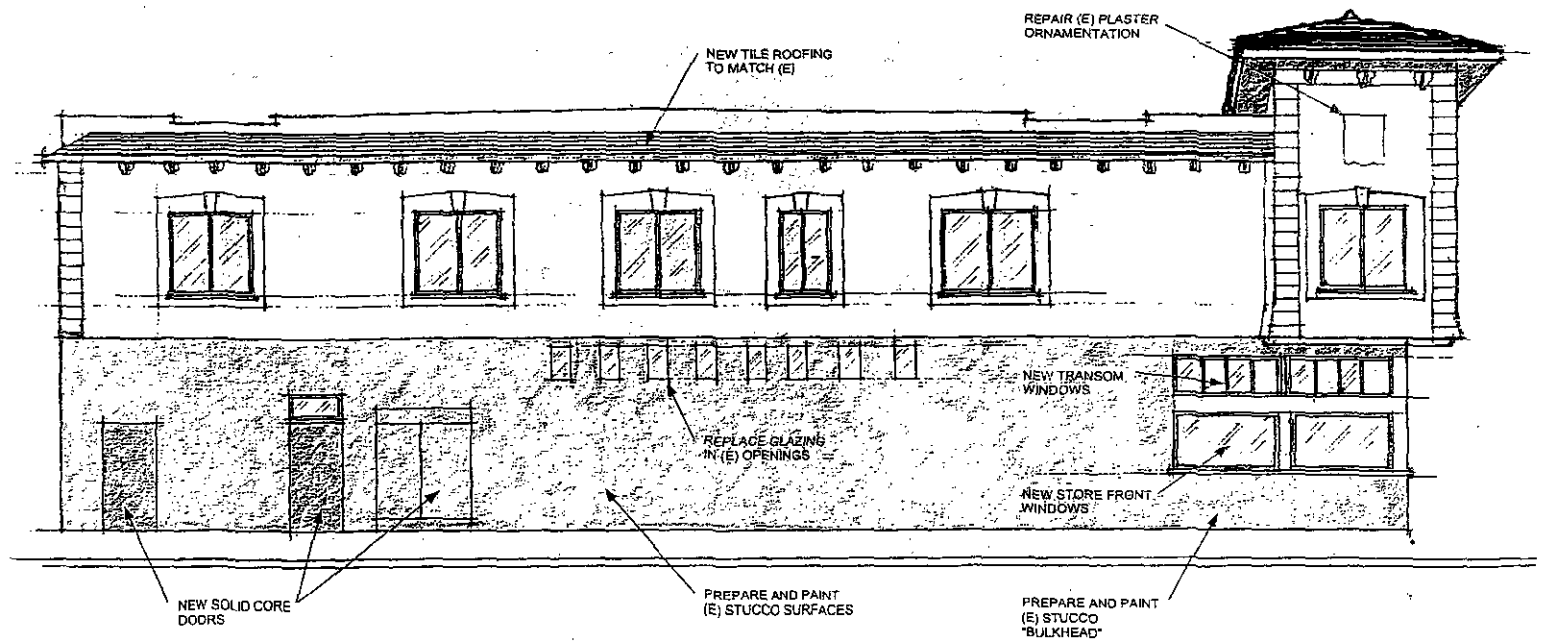 REPAIR (E) PLASTER
ORNAMENTATION
NEW TILE ROOFING
TO MATCH (E)
NEW TRANSOM
WINDOWS
REPLACE GLAZING
IN (E) OPENINGS
NEW STORE FRONT
WINDOWS
NEW SOLID CORE
DOORS
PREPARE AND PAINT
(E) STUCCO SURFACES
PREPARE AND PAINT
(E) STUCCO
"BULKHEAD"